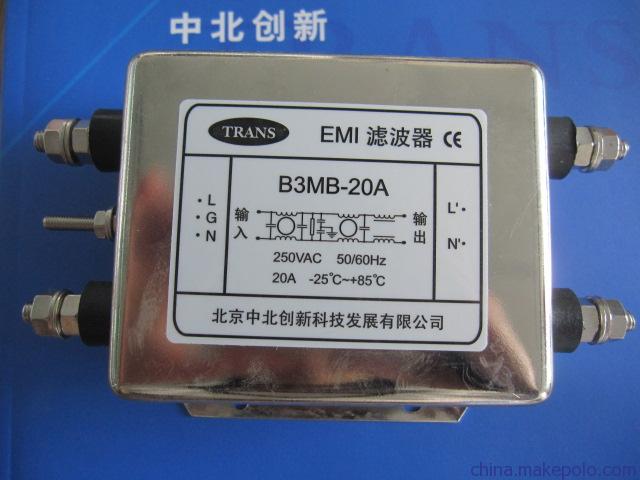 中北创新
TRANS
TRANS EMI 滤波器 CE
B3MB-20A
·L
·G
·N
输入
输出
L'·
N'·
250VAC 50/60Hz
20A -25℃~+85℃
北京中北创新科技发展有限公司
china.makepolo.com